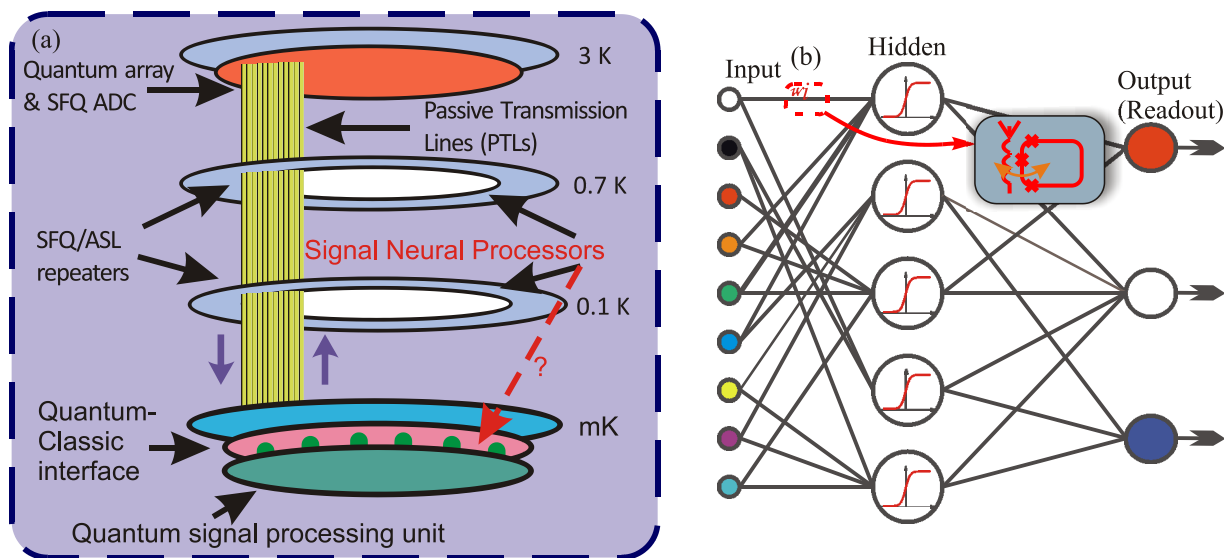 (a)
3 K
Quantum array
& SFQ ADC
Passive Transmission
Lines (PTLs)
0.7 K
SFQ/ASL
repeaters
Signal Neural Processors
0.1 K
?
Quantum-
Classic
interface
mK
Quantum signal processing unit
(b)
Input
Hidden
Output
(Readout)
wj